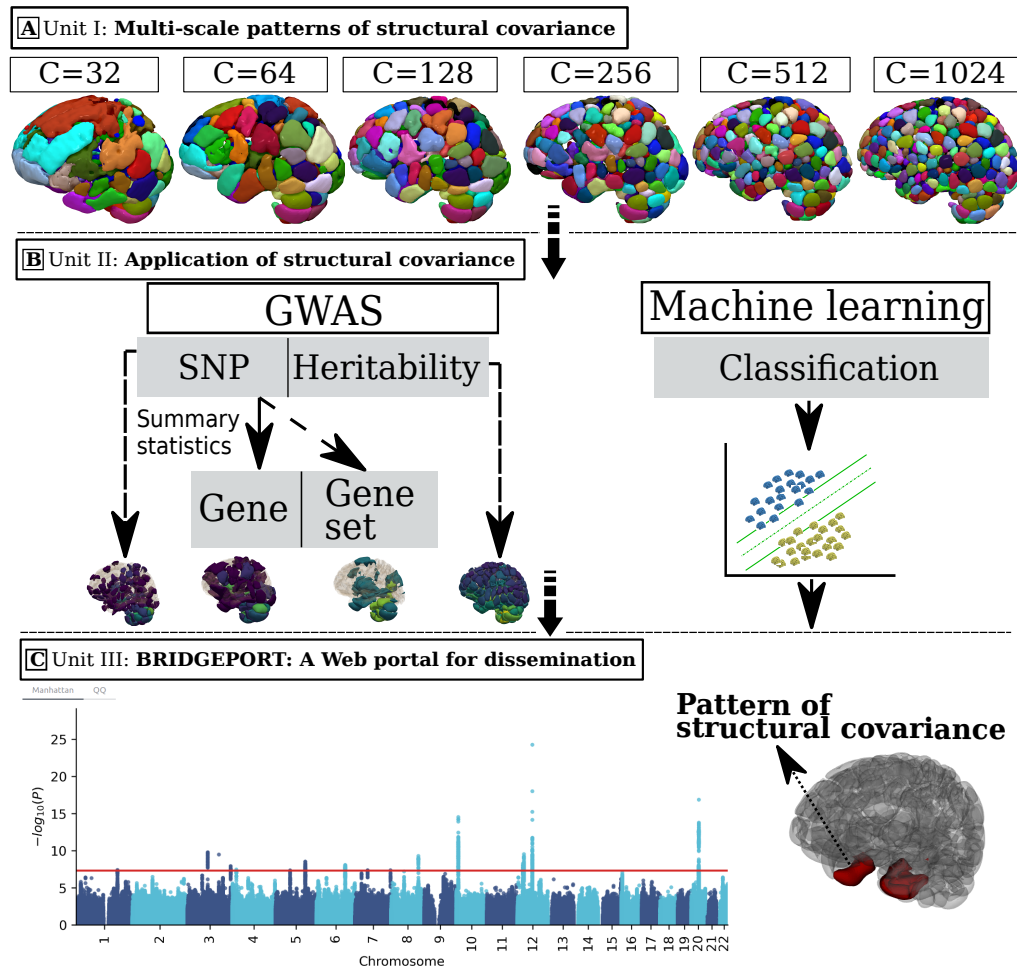 A Unit I: Multi-scale patterns of structural covariance
C=32
C=64
C=128
C=256
C=512
C=1024
B Unit II: Application of structural covariance
GWAS
SNP
Heritability
Summary
statistics
Gene
Gene
set
Machine learning
Classification
C Unit III: BRIDGEPORT: A Web portal for dissemination
Manhattan
QQ
25
20
15
10
5
0
−log₁₀(P)
1
2
3
4
5
6
7
8
9
10
11
12
13
14
15
16
17
18
19
20
21
22
Chromosome
Pattern of
structural covariance